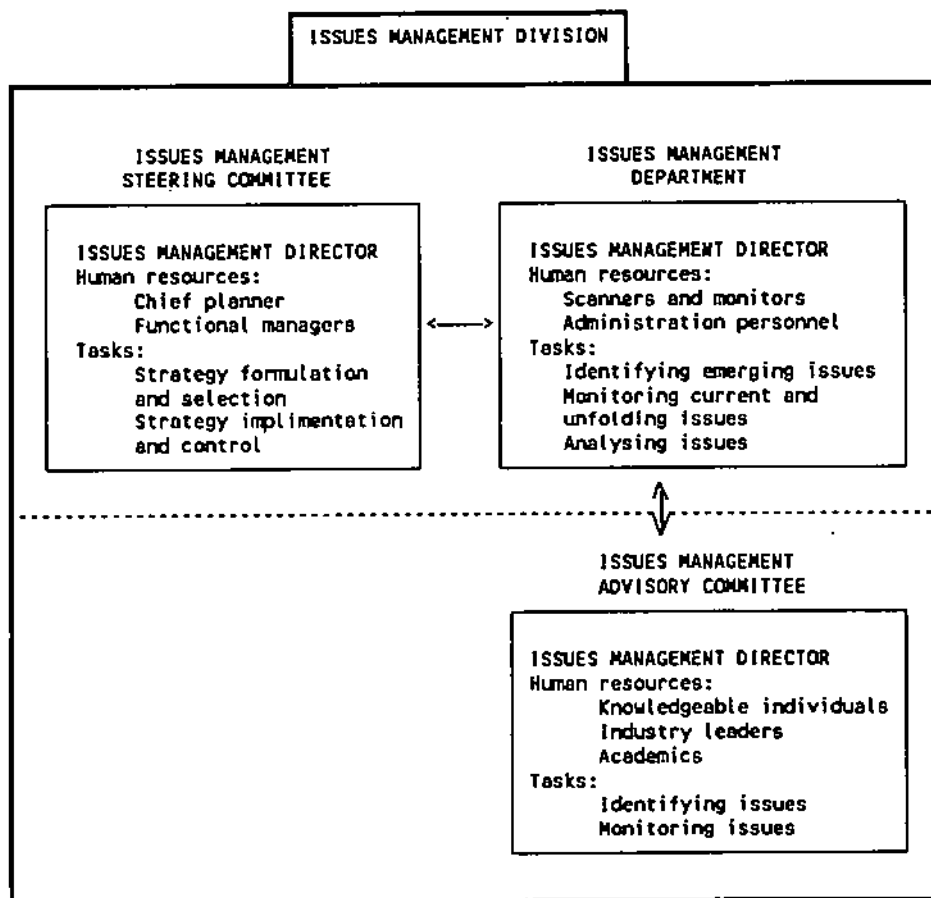 ISSUES MANAGEMENT DIVISION
ISSUES MANAGEMENT
STEERING COMMITTEE
ISSUES MANAGEMENT DIRECTOR
Human resources:
Chief planner
Functional managers
Tasks:
Strategy formulation
and selection
Strategy implimentation
and control
ISSUES MANAGEMENT
DEPARTMENT
ISSUES MANAGEMENT DIRECTOR
Human resources:
Scanners and monitors
Administration personnel
Tasks:
Identifying emerging issues
Monitoring current and
unfolding issues
Analysing issues
ISSUES MANAGEMENT
ADVISORY COMMITTEE
ISSUES MANAGEMENT DIRECTOR
Human resources:
Knowledgeable individuals
Industry leaders
Academics
Tasks:
Identifying issues
Monitoring issues